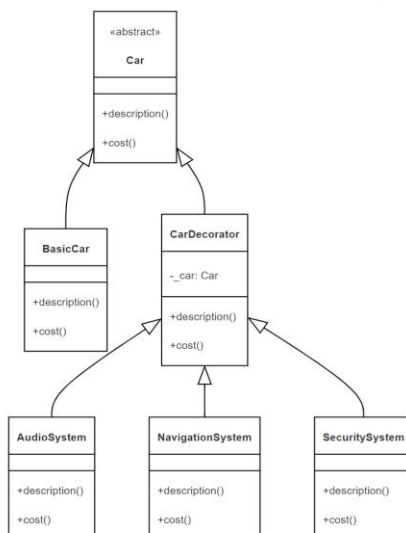 «abstract»
Car
+description()
+cost()
BasicCar
+description()
+cost()
CarDecorator
-_car: Car
+description()
+cost()
AudioSystem
+description()
+cost()
NavigationSystem
+description()
+cost()
SecuritySystem
+description()
+cost()